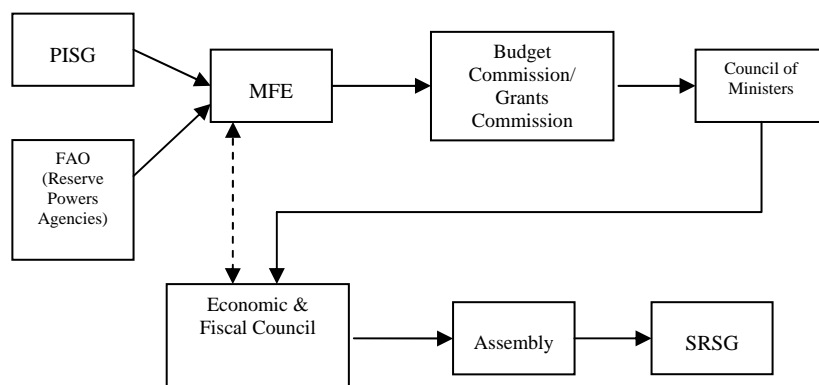 PISG
MFE
Budget
Commission/
Grants
Commission
Council of
Ministers
FAO
(Reserve
Powers
Agencies)
Economic &
Fiscal Council
Assembly
SRSG